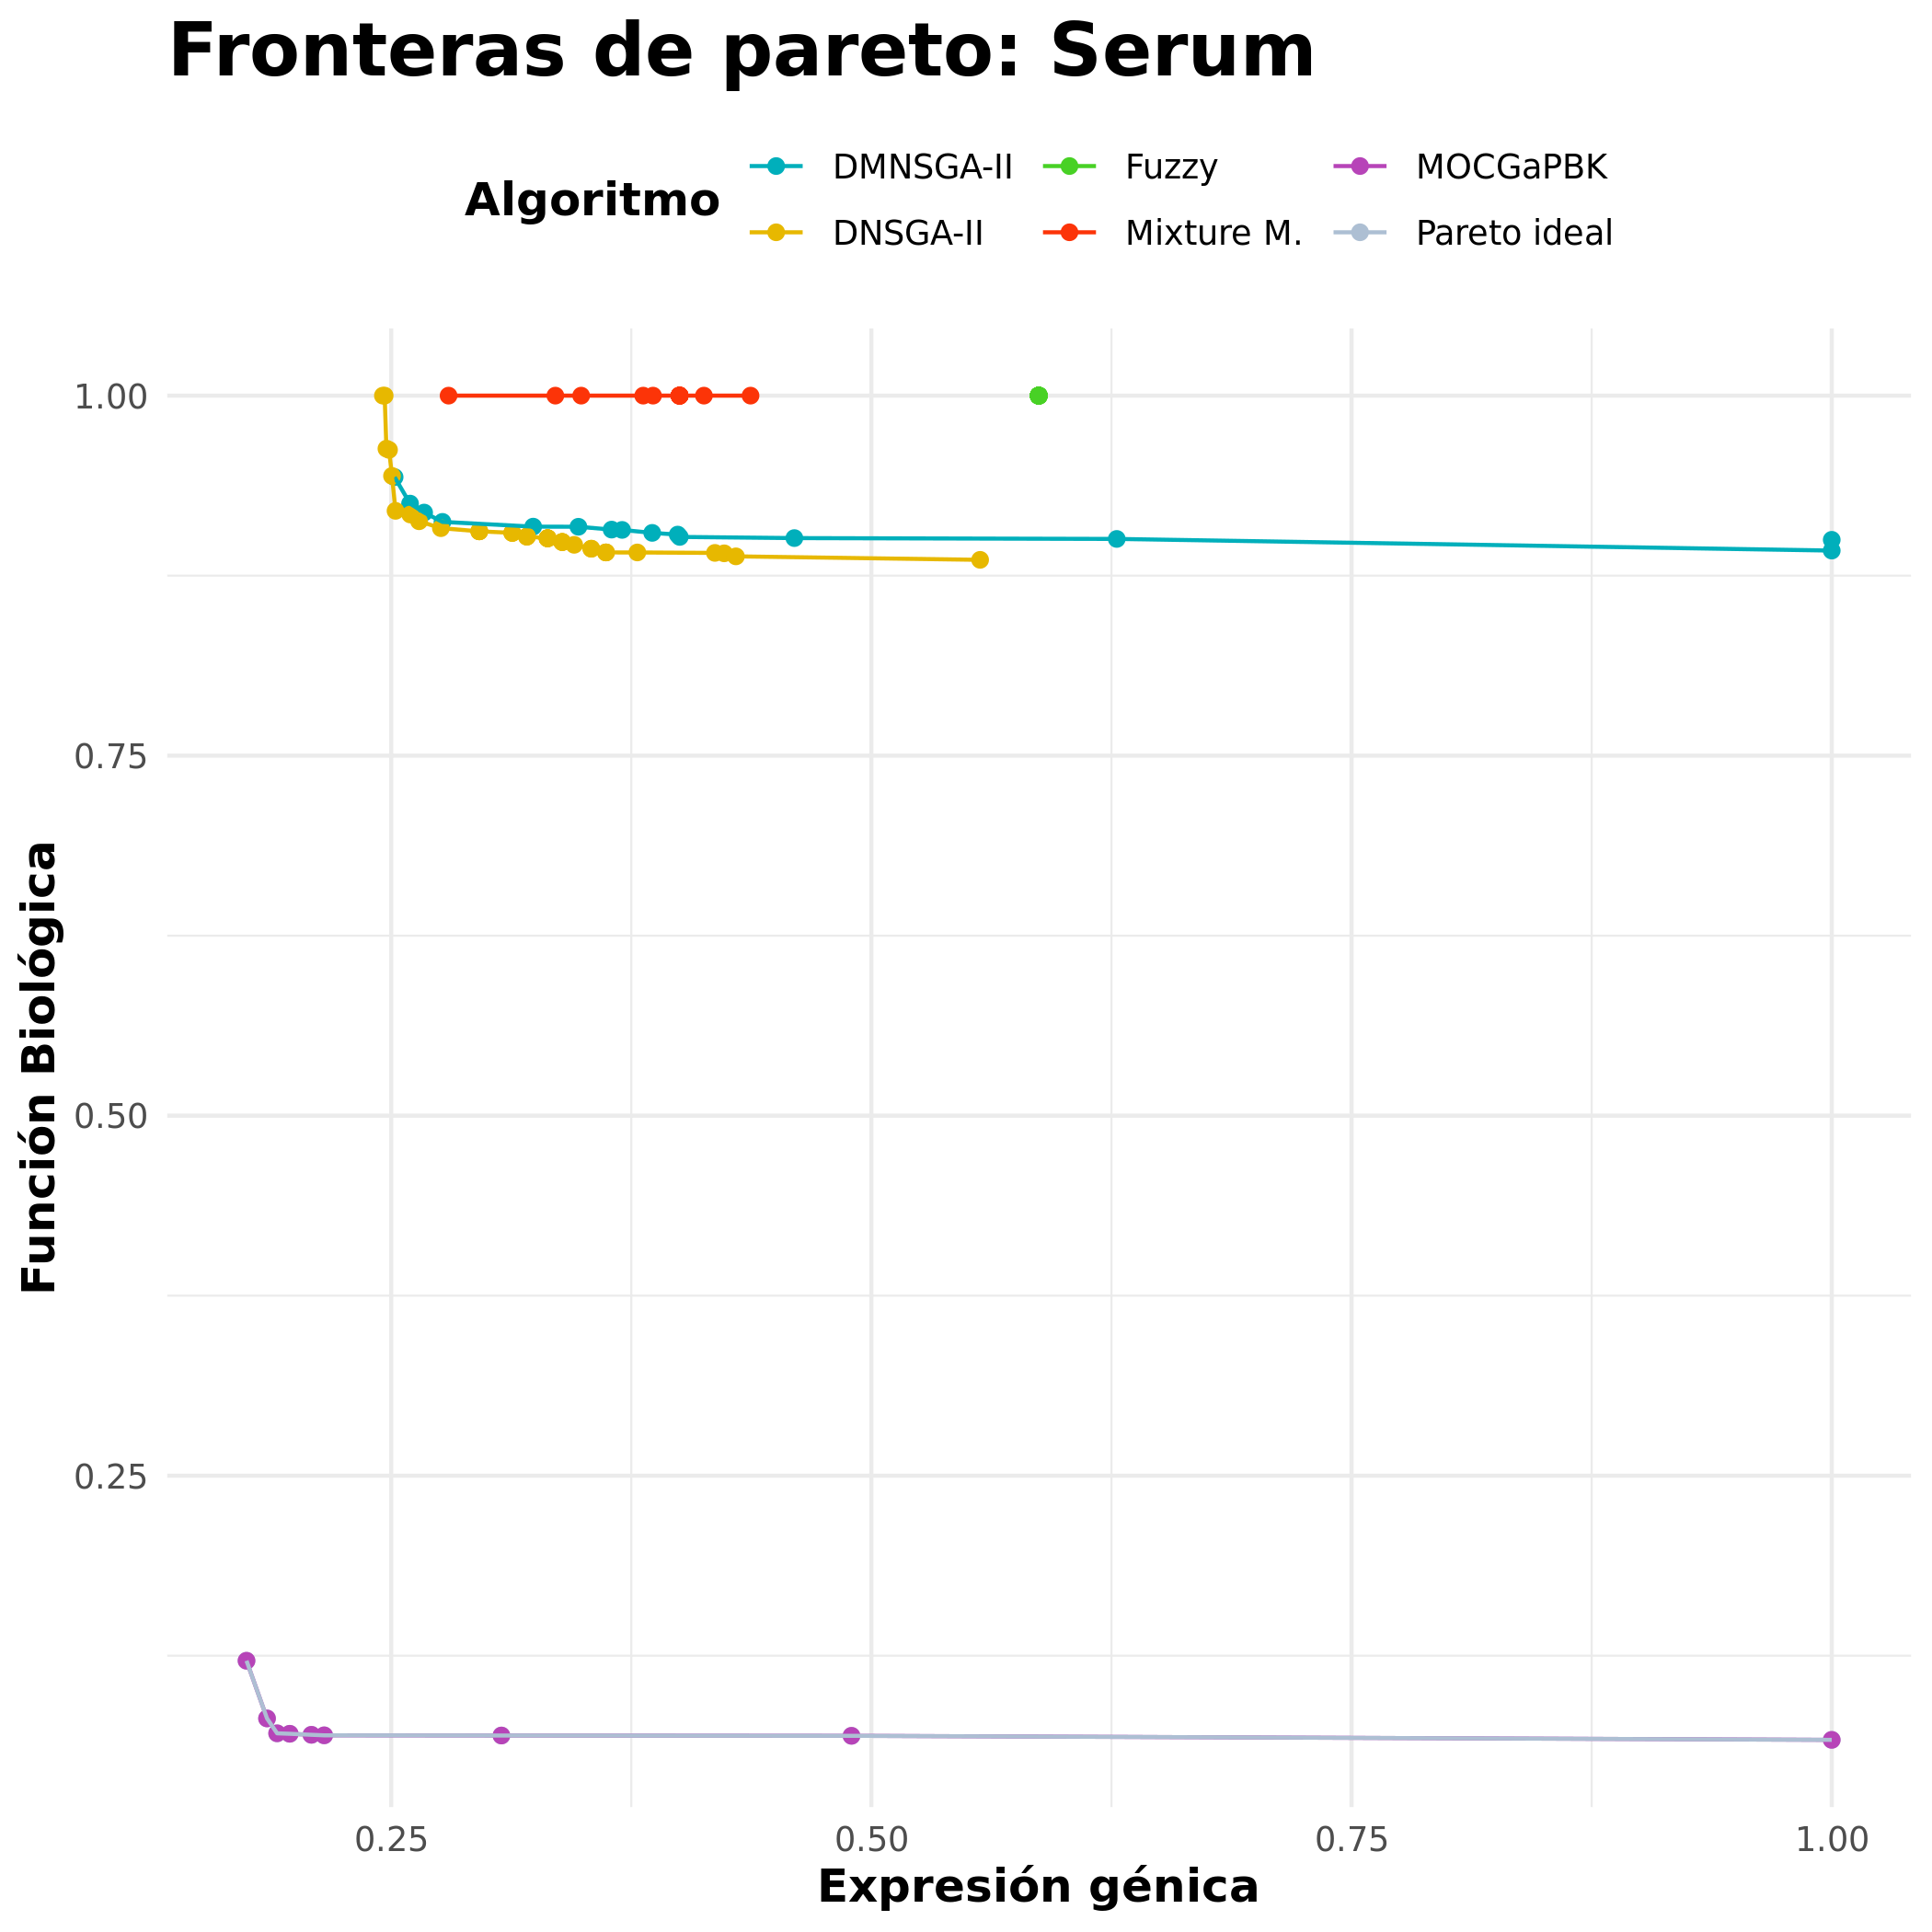 Fronteras de pareto: Serum
Algoritmo
DMNSGA-II
Fuzzy
MOCGaPBK
DNSGA-II
Mixture M.
Pareto ideal
Función Biológica
1.00
0.75
0.50
0.25
0.25
0.50
0.75
1.00
Expresión génica